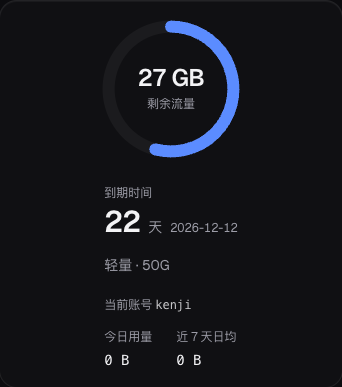 27 GB
剩余流量
到期时间
22 天 2026-12-12
轻量 · 50G
当前账号 kenji
今日用量 近 7 天日均
0 B 0 B